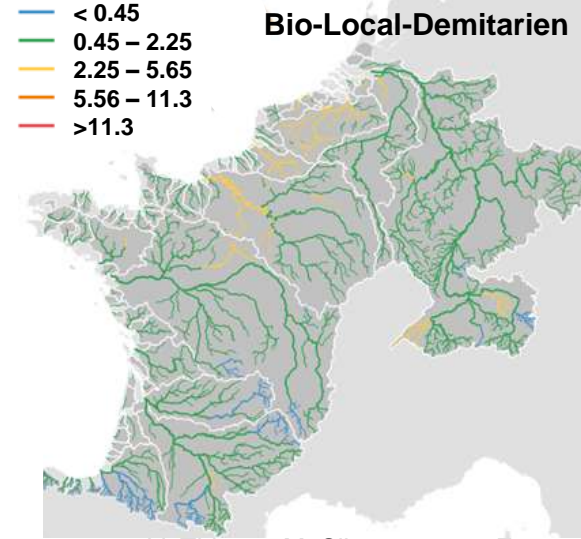 Bio-Local-Demitarien
< 0.45
0.45 – 2.25
2.25 – 5.65
5.56 – 11.3
>11.3